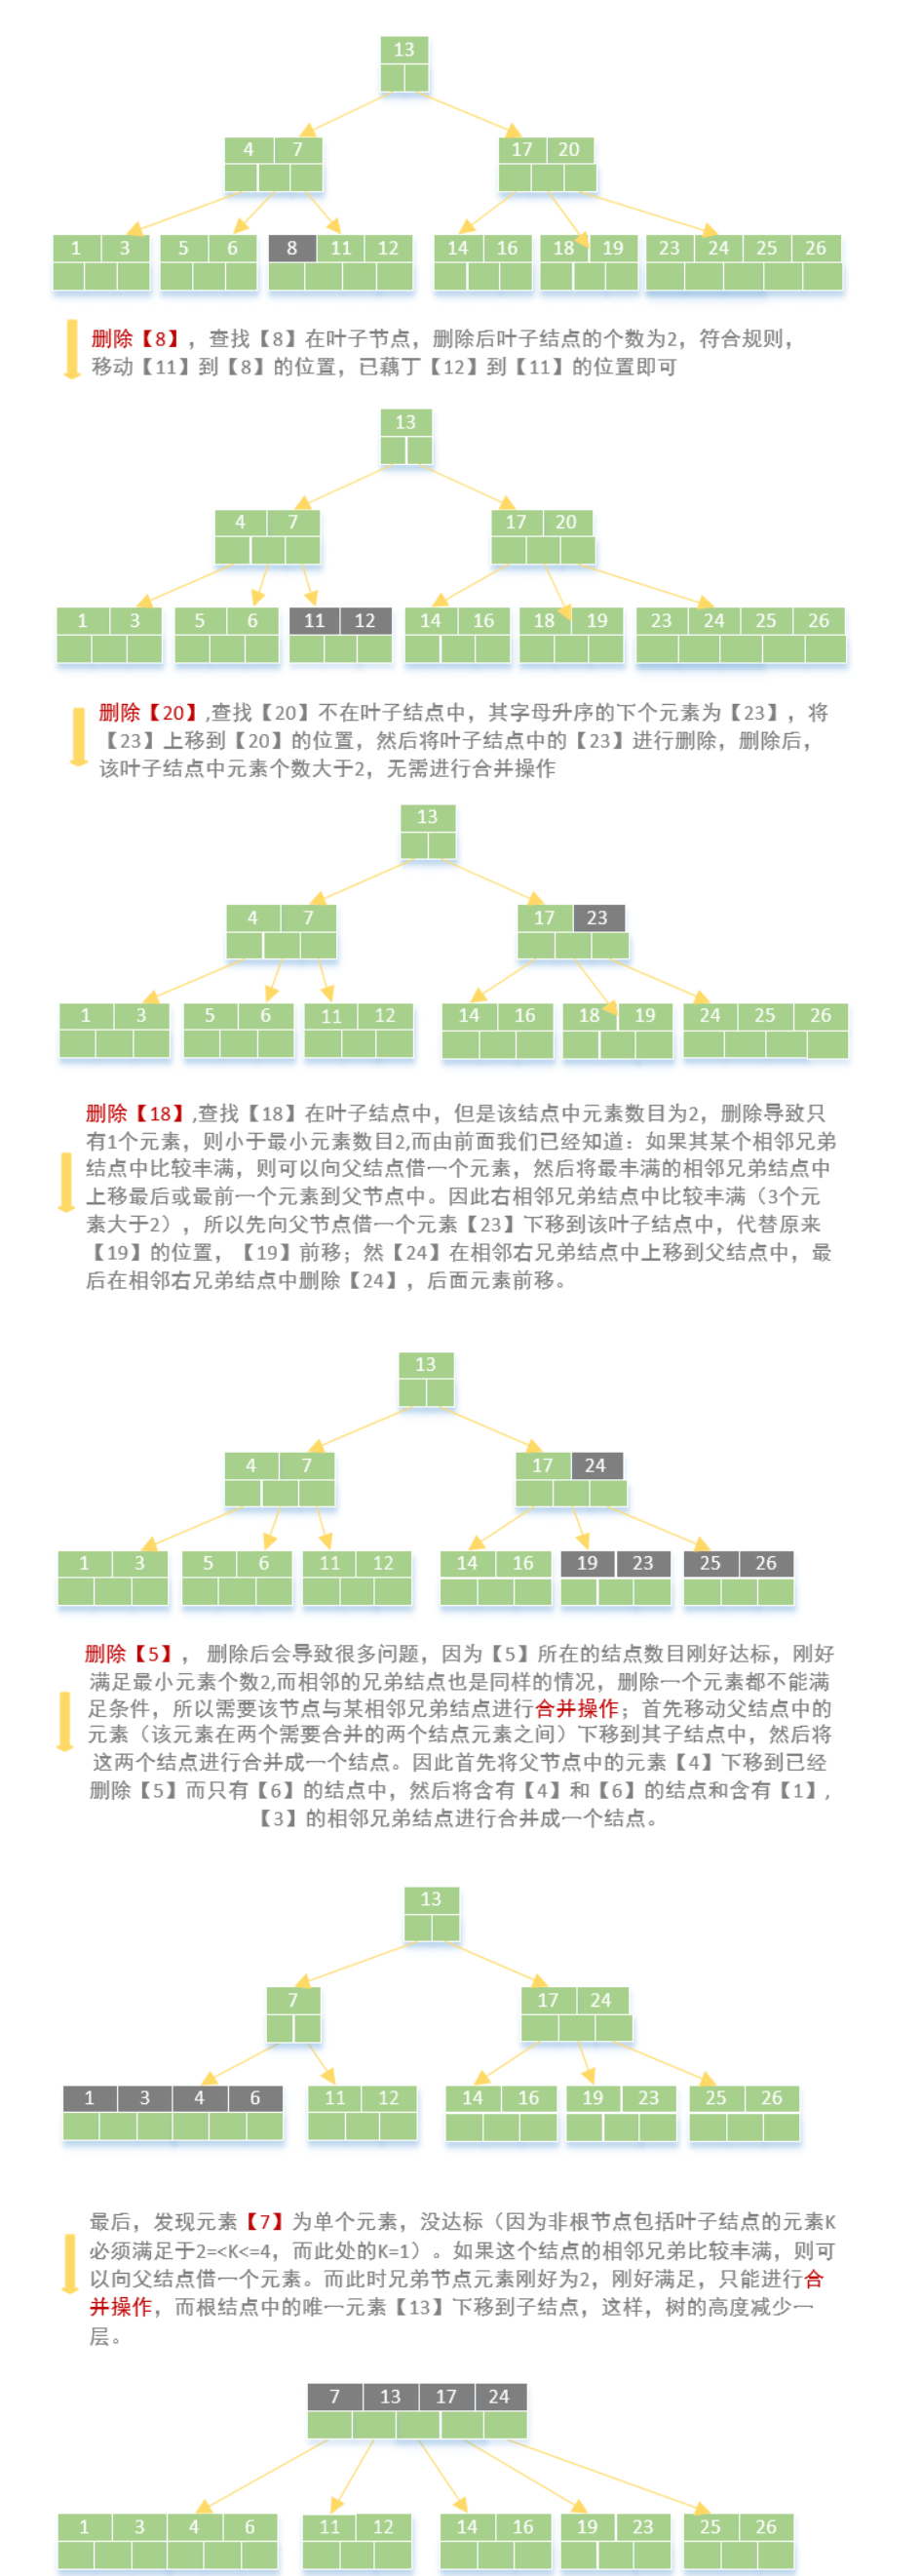 13
4 7 17 20
1 3 5 6 8 11 12 14 16 18 19 23 24 25 26
删除【8】，查找【8】在叶子节点，删除后叶子结点的个数为2，符合规则，
移动【11】到【8】的位置，已藕丁【12】到【11】的位置即可
13
4 7 17 20
1 3 5 6 11 12 14 16 18 19 23 24 25 26
删除【20】,查找【20】不在叶子结点中，其字母升序的下个元素为【23】，将
【23】上移到【20】的位置，然后将叶子结点中的【23】进行删除，删除后，
该叶子结点中元素个数大于2，无需进行合并操作
13
4 7 17 23
1 3 5 6 11 12 14 16 18 19 24 25 26
删除【18】,查找【18】在叶子结点中，但是该结点中元素数目为2，删除导致只
有1个元素，则小于最小元素数目2,而由前面我们已经知道：如果其某个相邻兄弟
结点中比较丰满，则可以向父结点借一个元素，然后将最丰满的相邻兄弟结点中
上移最后或最前一个元素到父节点中。因此右相邻兄弟结点中比较丰满（3个元
素大于2），所以先向父节点借一个元素【23】下移到该叶子结点中，代替原来
【19】的位置，【19】前移；然【24】在相邻右兄弟结点中上移到父结点中，最
后在相邻右兄弟结点中删除【24】，后面元素前移。
13
4 7 17 24
1 3 5 6 11 12 14 16 19 23 25 26
删除【5】， 删除后会导致很多问题，因为【5】所在的结点数目刚好达标，刚好
满足最小元素个数2,而相邻的兄弟结点也是同样的情况，删除一个元素都不能满
足条件，所以需要该节点与某相邻兄弟结点进行合并操作；首先移动父结点中的
元素（该元素在两个需要合并的两个结点元素之间）下移到其子结点中，然后将
这两个结点进行合并成一个结点。因此首先将父节点中的元素【4】下移到已经
删除【5】而只有【6】的结点中，然后将含有【4】和【6】的结点和含有【1】,
【3】的相邻兄弟结点进行合并成一个结点。
13
7 17 24
1 3 4 6 11 12 14 16 19 23 25 26
最后，发现元素【7】为单个元素，没达标（因为非根节点包括叶子结点的元素K
必须满足于2=<K<=4，而此处的K=1）。如果这个结点的相邻兄弟比较丰满，则可
以向父结点借一个元素。而此时兄弟节点元素刚好为2，刚好满足，只能进行合
并操作，而根结点中的唯一元素【13】下移到子结点，这样，树的高度减少一
层。
7 13 17 24
1 3 4 6 11 12 14 16 19 23 25 26